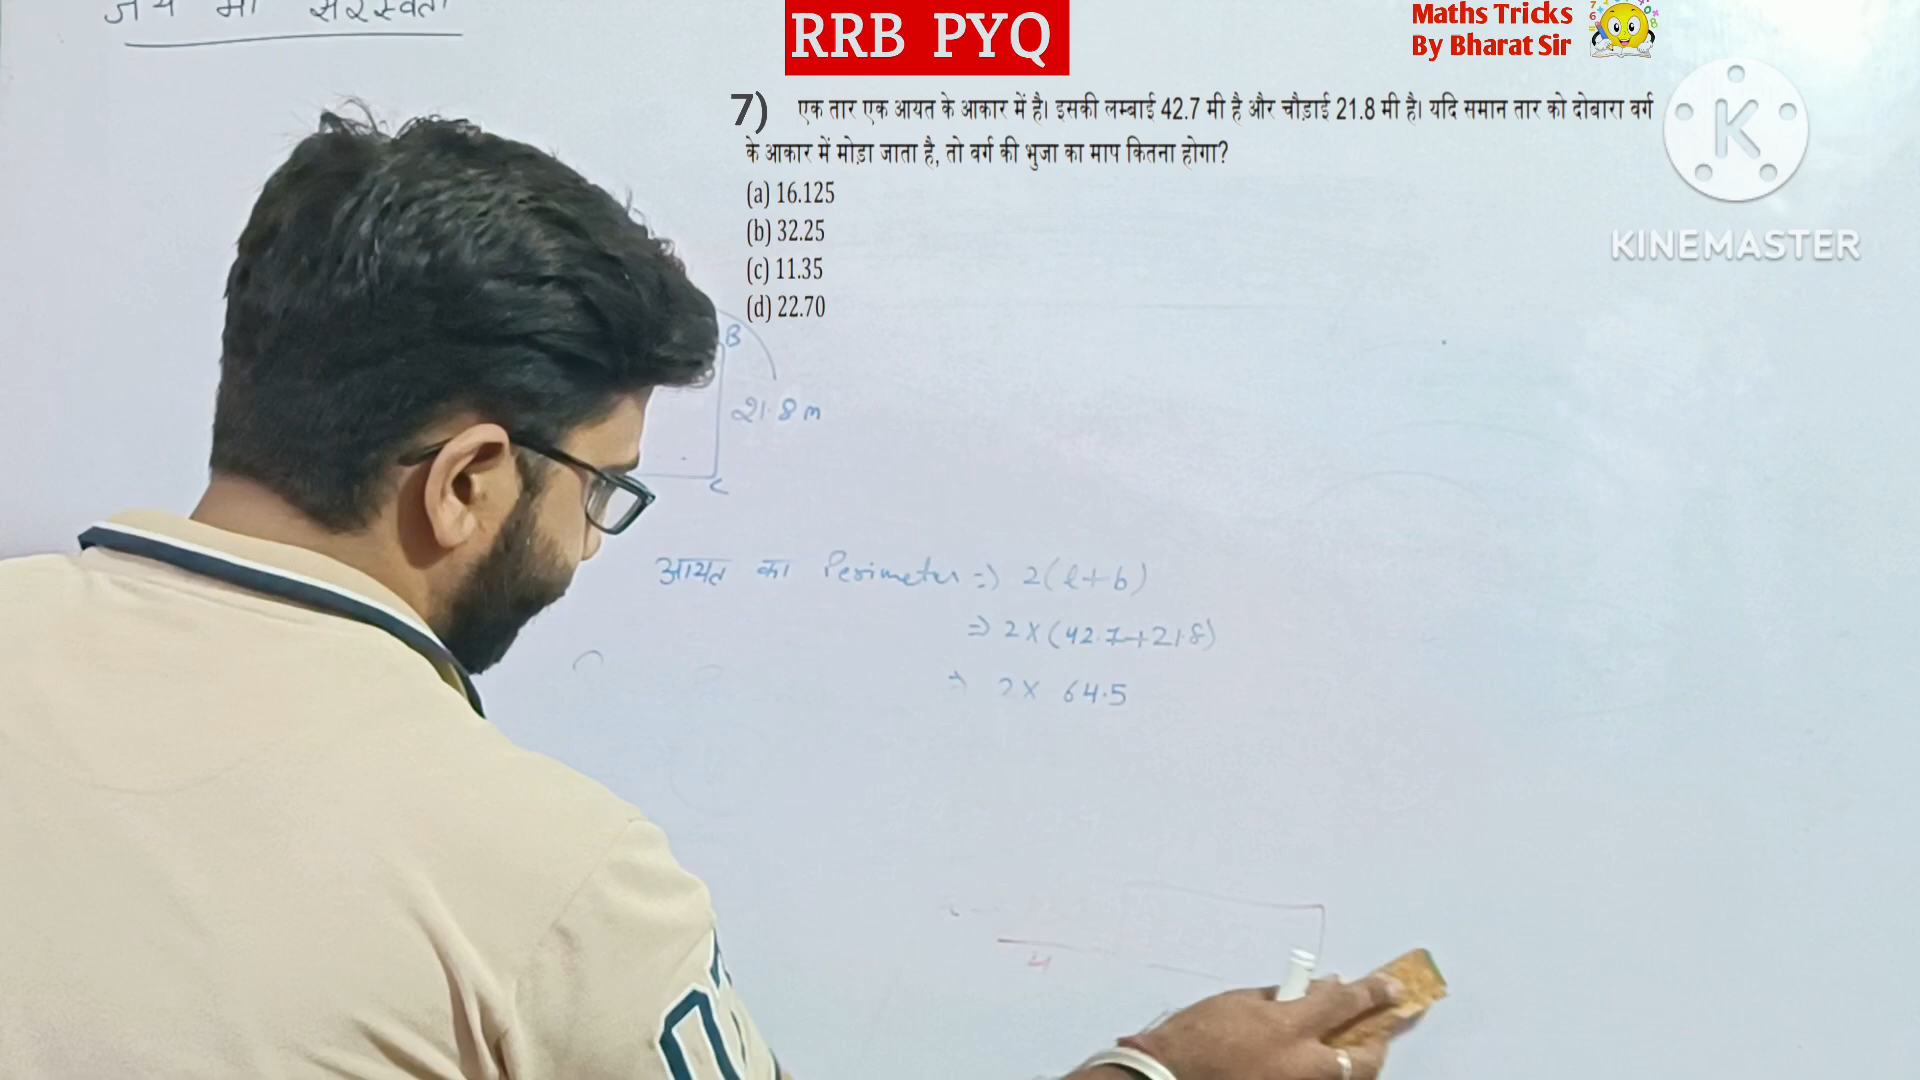 जय माँ सरस्वती
RRB PYQ
Maths Tricks
By Bharat Sir
7) एक तार एक आयत के आकार में है। इसकी लम्बाई 42.7 मी है और चौड़ाई 21.8 मी है। यदि समान तार को दोबारा वर्ग
के आकार में मोड़ा जाता है, तो वर्ग की भुजा का माप कितना होगा?
(a) 16.125
(b) 32.25
(c) 11.35
(d) 22.70
K
KINEMASTER
B
21.8 m
C
आयत का Perimeter => 2(l+b)
=> 2×(42.7+21.8)
=> 2× 64.5
4